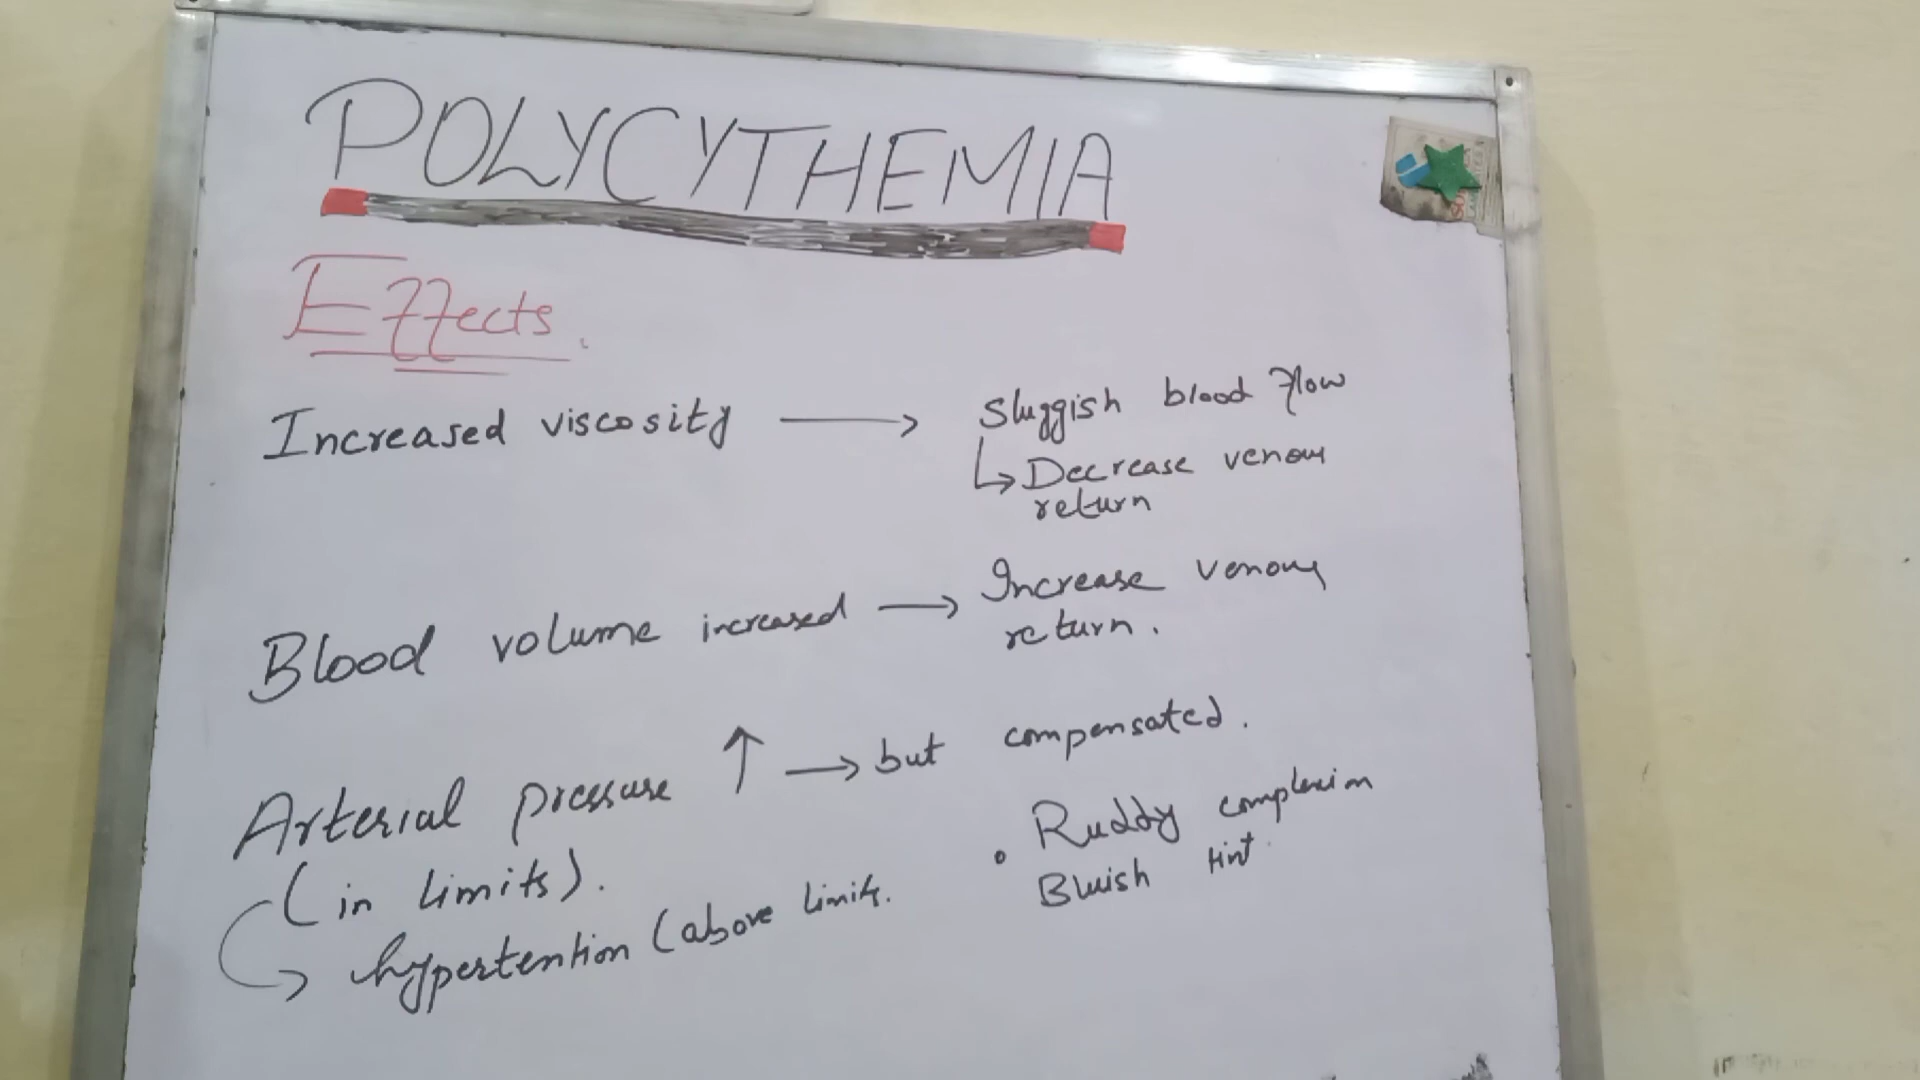 POLYCYTHEMIA
Effects.
Increased viscosity → Sluggish blood flow
↳ Decrease venous
return
Blood volume increased → Increase venous
return.
Arterial pressure ↑ → but compensated.
(in limits).
→ hypertention (above limits.
• Ruddy complexion
Bluish tint.